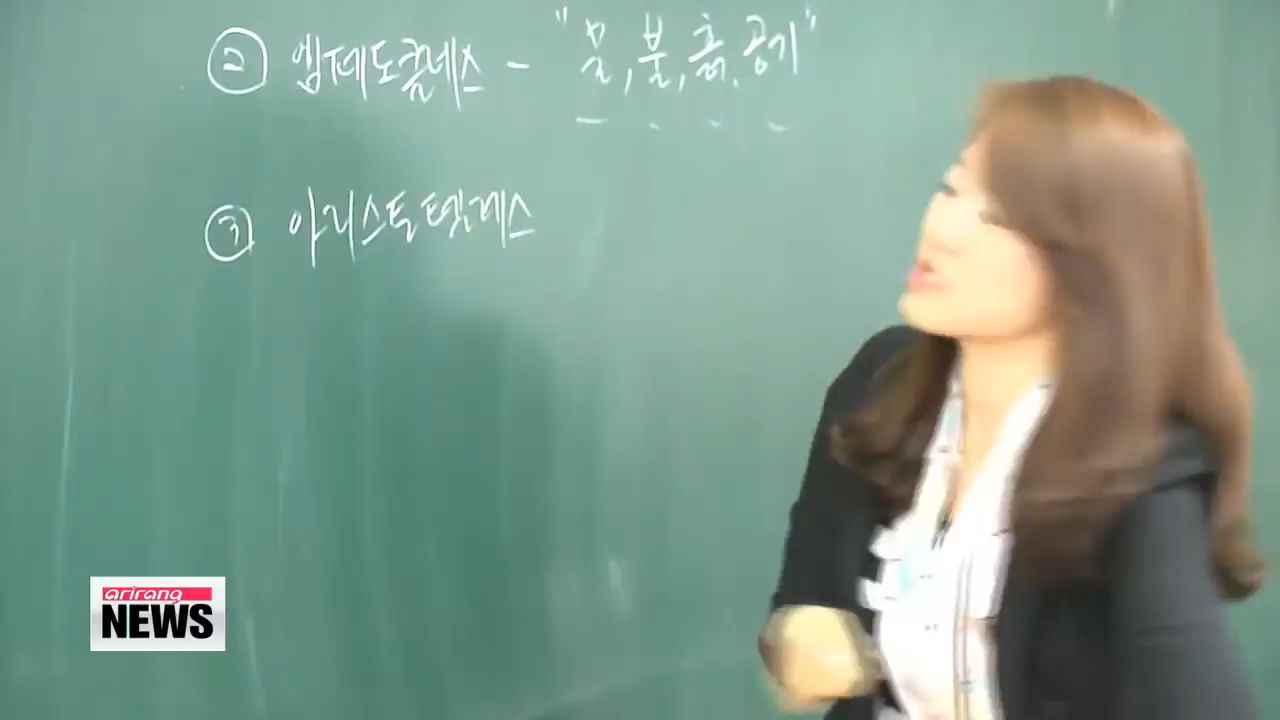 ② 엠페도클레스 - "물, 불, 흙, 공기"
③ 아리스토텔레스
arirang
NEWS